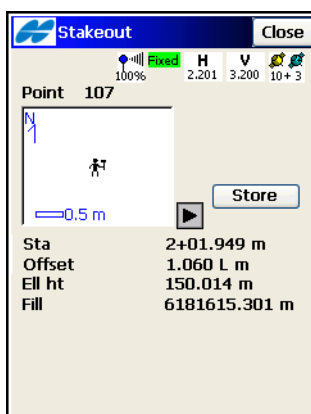 Stakeout Close
100% Fixed H 2.201 V 3.200 10+ 3
Point 107
N
0.5 m
Store
Sta 2+01.949 m
Offset 1.060 L m
Ell ht 150.014 m
Fill 6181615.301 m